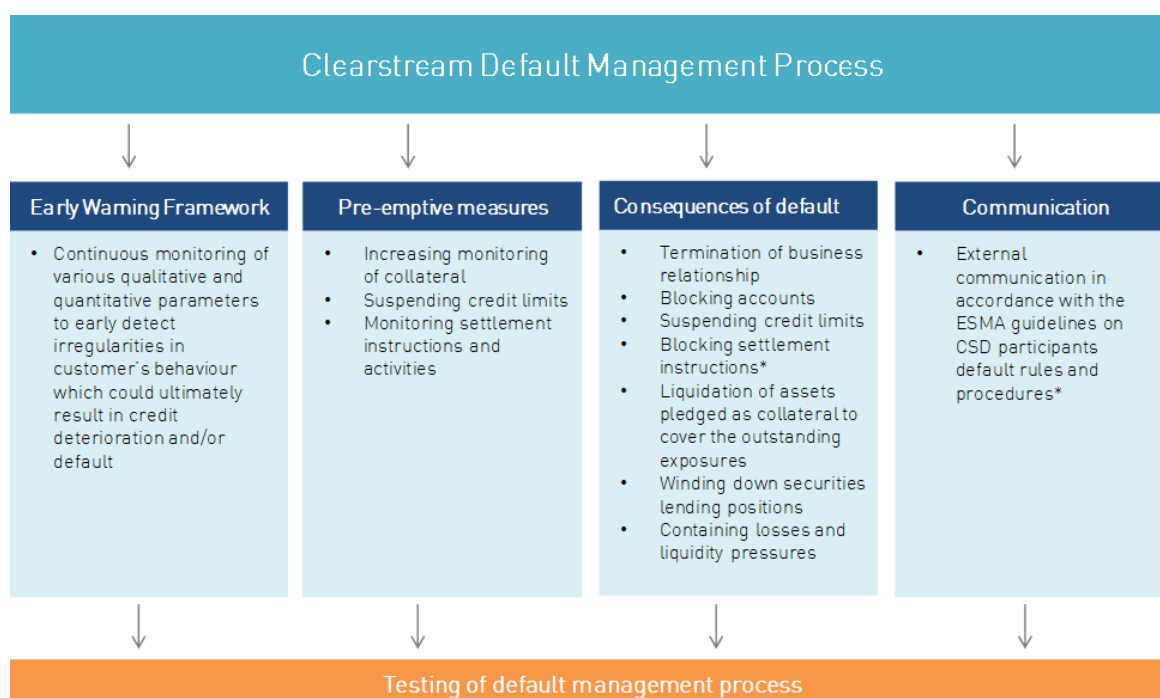 Clearstream Default Management Process
Early Warning Framework
• Continuous monitoring of
various qualitative and
quantitative parameters
to early detect
irregularities in
customer's behaviour
which could ultimately
result in credit
deterioration and/or
default
Pre-emptive measures
• Increasing monitoring
of collateral
• Suspending credit limits
• Monitoring settlement
instructions and
activities
Consequences of default
• Termination of business
relationship
• Blocking accounts
• Suspending credit limits
• Blocking settlement
instructions*
• Liquidation of assets
pledged as collateral to
cover the outstanding
exposures
• Winding down securities
lending positions
• Containing losses and
liquidity pressures
Communication
• External
communication in
accordance with the
ESMA guidelines on
CSD participants
default rules and
procedures*
Testing of default management process